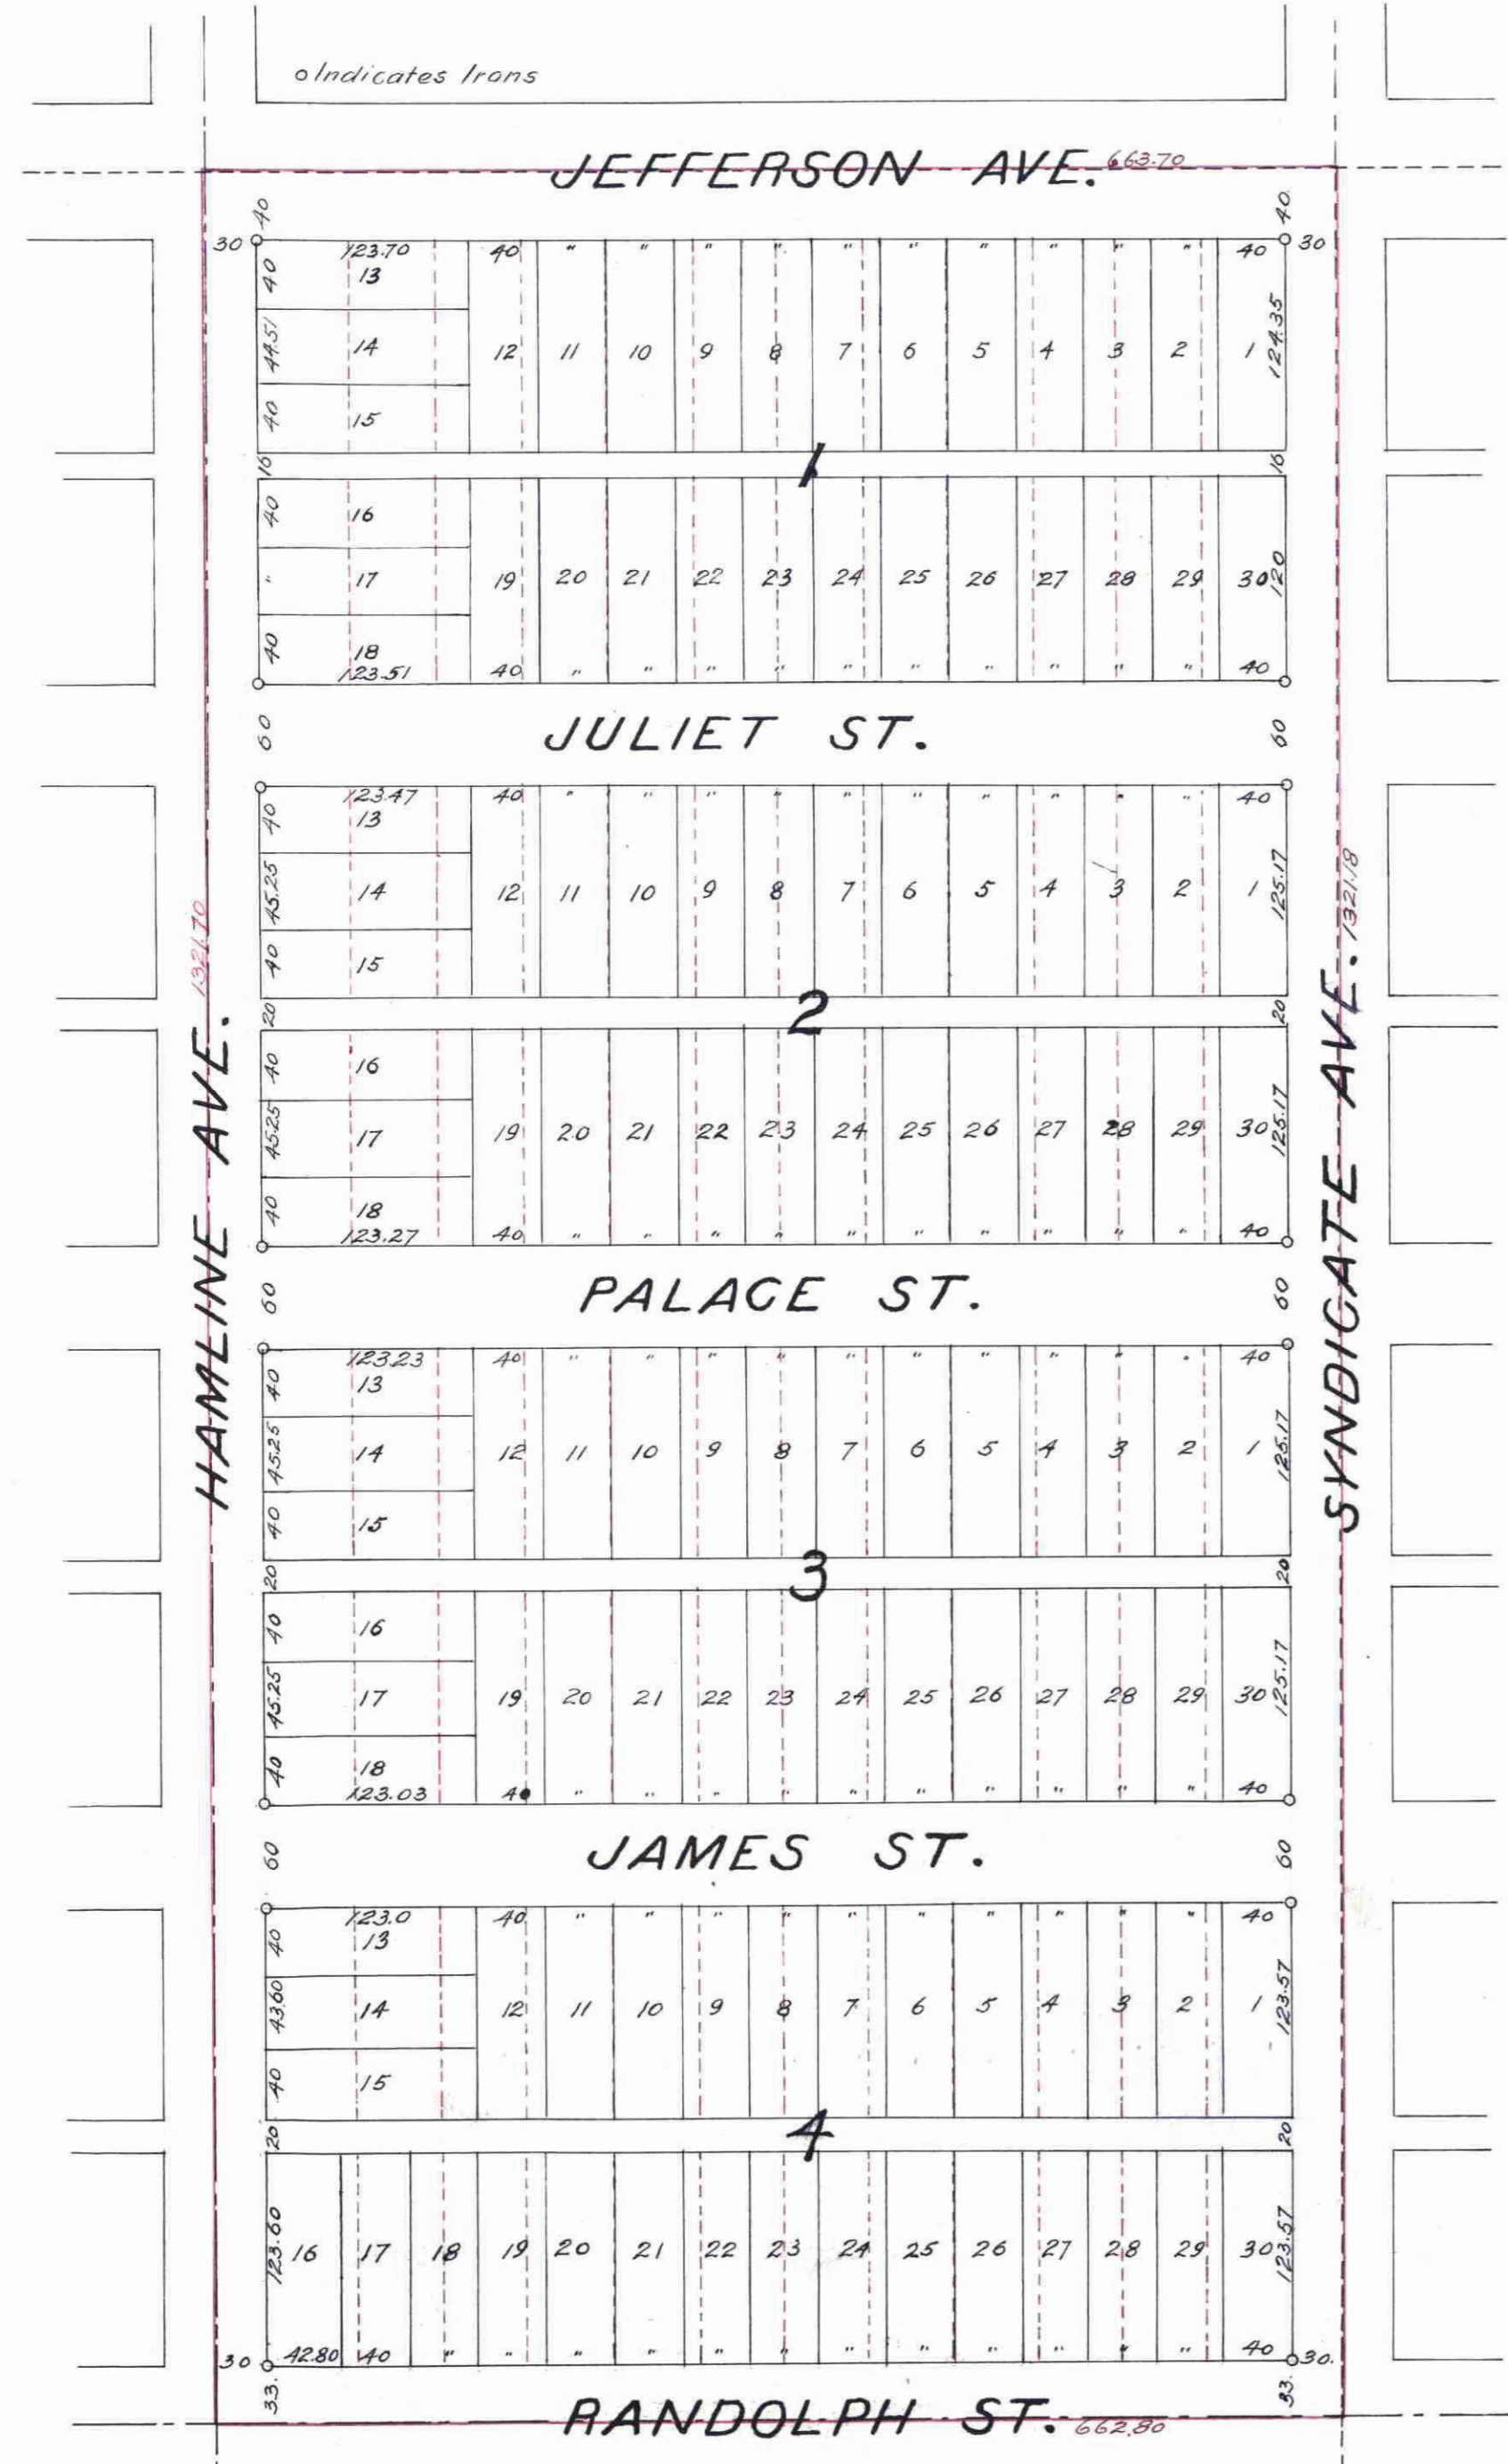 o Indicates Irons
JEFFERSON AVE. 663.70
40 40
30 30
123.70 40 " " " " " " " " " " 40
40 13
44.51 14 12 11 10 9 8 7 6 5 4 3 2 1 124.35
40 15
16 1 16
40 16
" 17 19 20 21 22 23 24 25 26 27 28 29 30 120
40 18
123.51 40 " " " " " " " " " " 40
60 JULIET ST. 60
123.47 40 " " " " " " " " " " 40
40 13
45.25 14 12 11 10 9 8 7 6 5 4 3 2 1 125.17
40 15
20 2 20
40 16
45.25 17 19 20 21 22 23 24 25 26 27 28 29 30 125.17
40 18
123.27 40 " " " " " " " " " " 40
60 PALACE ST. 60
123.23 40 " " " " " " " " " " 40
40 13
45.25 14 12 11 10 9 8 7 6 5 4 3 2 1 125.17
40 15
20 3 20
40 16
45.25 17 19 20 21 22 23 24 25 26 27 28 29 30 125.17
40 18
123.03 40 " " " " " " " " " " 40
60 JAMES ST. 60
123.0 40 " " " " " " " " " " 40
40 13
43.60 14 12 11 10 9 8 7 6 5 4 3 2 1 123.57
40 15
20 4 20
123.60 16 17 18 19 20 21 22 23 24 25 26 27 28 29 30 123.57
30 42.80 40 " " " " " " " " " " " " 40 30.
33. 33.
RANDOLPH ST. 662.80
HAMLINE AVE. 1321.70
SYNDICATE AVE. 1321.18